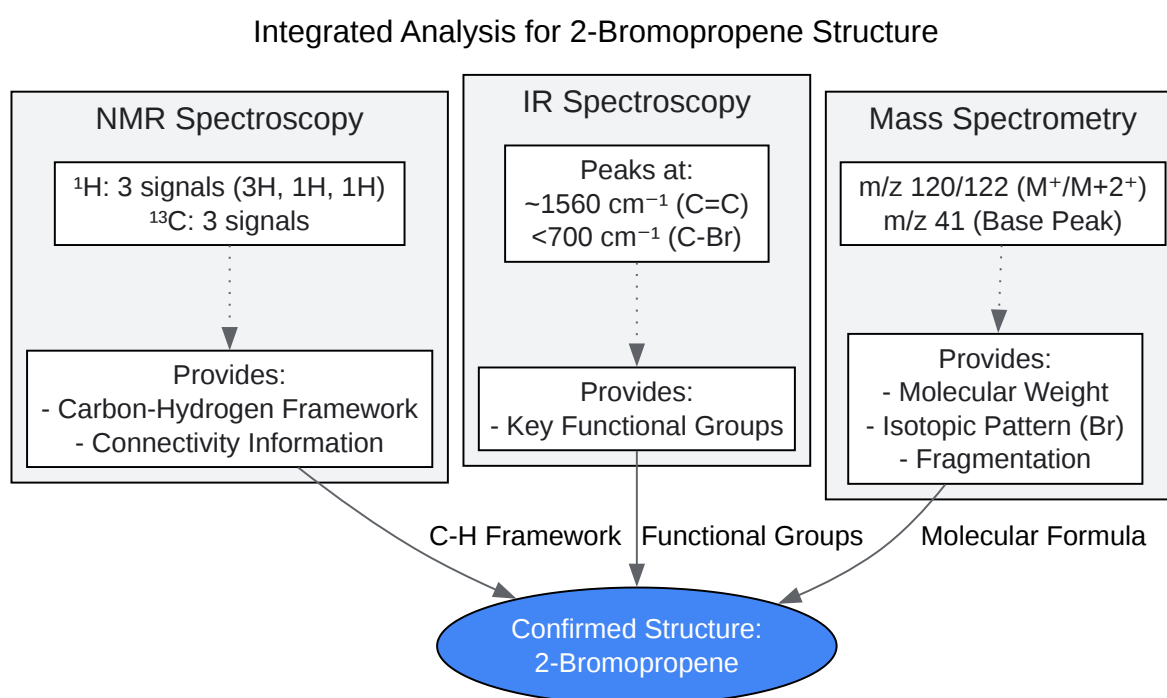 Integrated Analysis for 2-Bromopropene Structure
NMR Spectroscopy
¹H: 3 signals (3H, 1H, 1H)
¹³C: 3 signals
Provides:
- Carbon-Hydrogen Framework
- Connectivity Information
IR Spectroscopy
Peaks at:
~1560 cm⁻¹ (C=C)
<700 cm⁻¹ (C-Br)
Provides:
- Key Functional Groups
Mass Spectrometry
m/z 120/122 (M⁺/M+2⁺)
m/z 41 (Base Peak)
Provides:
- Molecular Weight
- Isotopic Pattern (Br)
- Fragmentation
C-H Framework
Functional Groups
Molecular Formula
Confirmed Structure:
2-Bromopropene